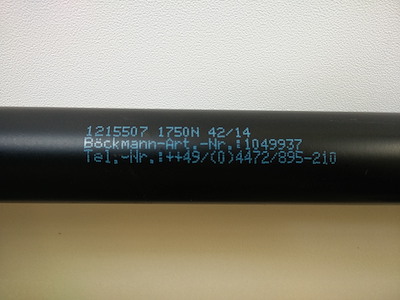 1215507 1750N 42/14
Böckmann-Art.-Nr.:1049937
Tel.-Nr.:++49/(0)4472/895-210